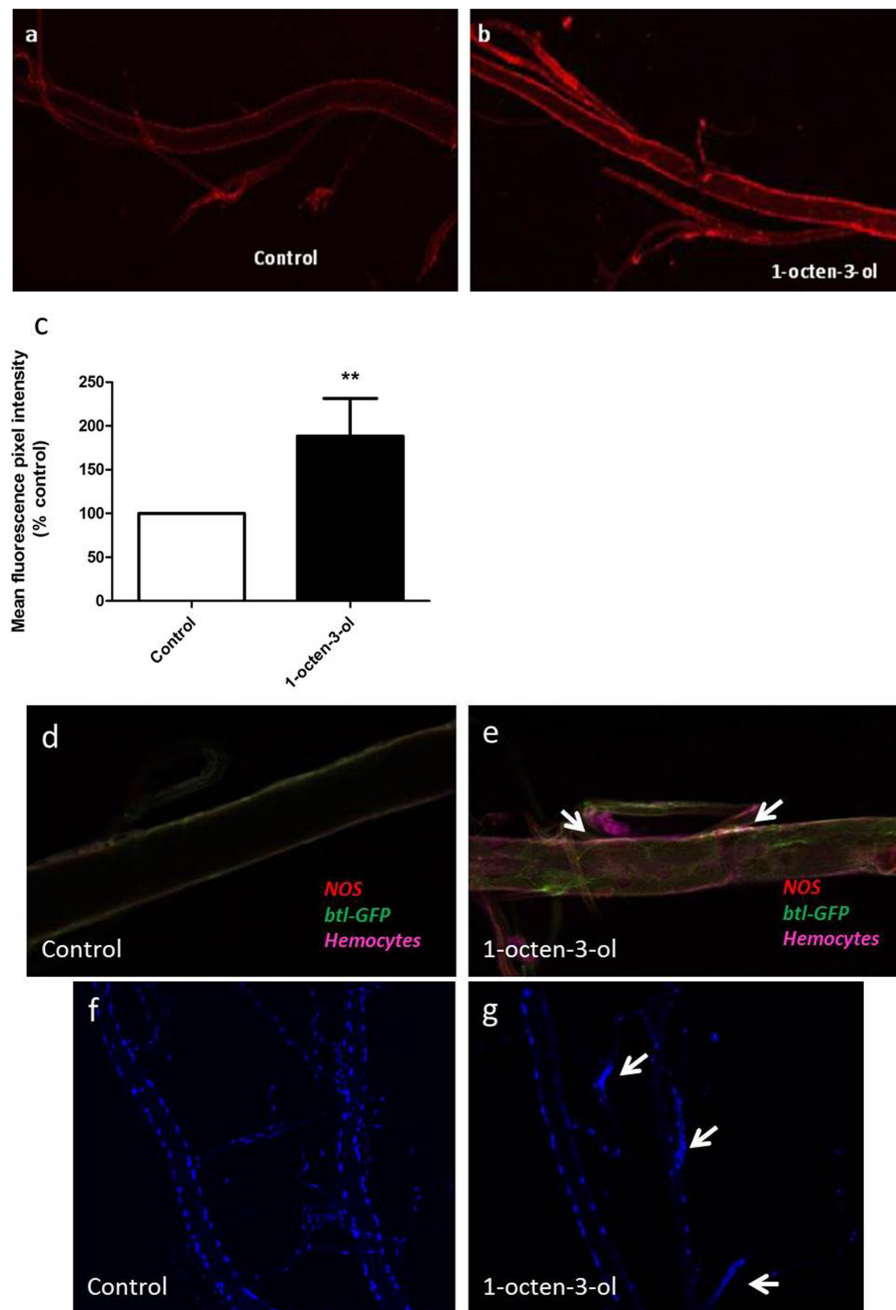 a
Control
b
1-octen-3-ol
c
Mean fluorescence pixel intensity
(% control)
250
200
150
100
50
0
**
Control
1-octen-3-ol
d
NOS
btl-GFP
Hemocytes
Control
e
NOS
btl-GFP
Hemocytes
1-octen-3-ol
f
Control
g
1-octen-3-ol